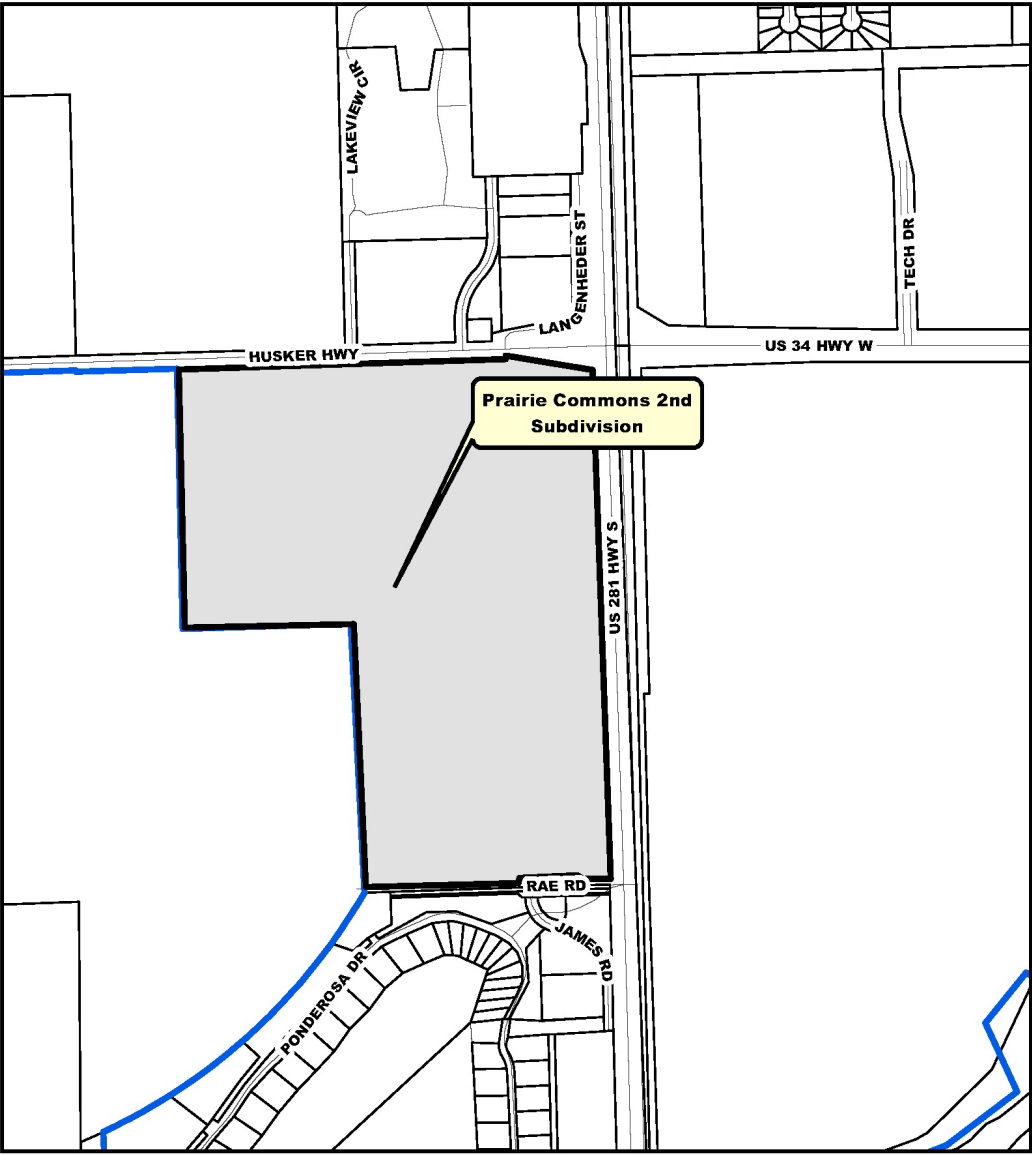 LAKEVIEW CIR
LANGENHEDER ST
TECH DR
HUSKER HWY
US 34 HWY W
Prairie Commons 2nd
Subdivision
US 281 HWY S
RAE RD
JAMES RD
PONDEROSA DR